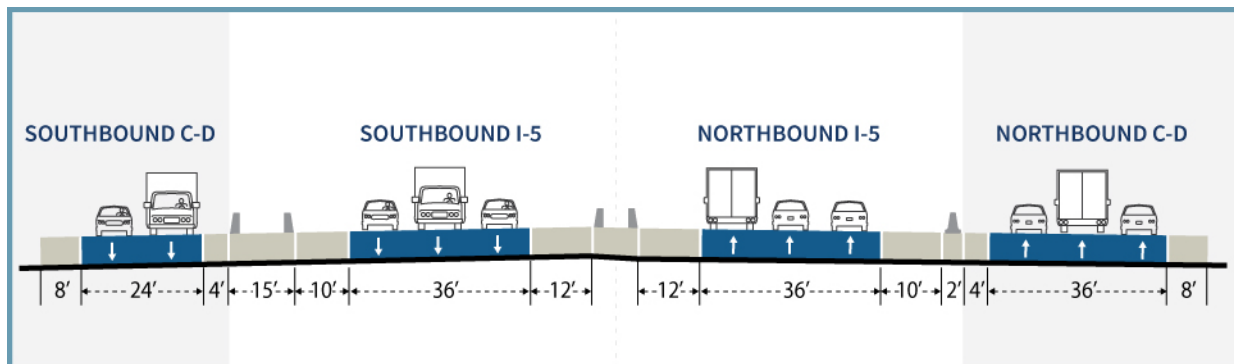 SOUTHBOUND C-D
SOUTHBOUND I-5
NORTHBOUND I-5
NORTHBOUND C-D
8′ 24′ 4′ 15′ 10′ 36′ 12′ 12′ 36′ 10′ 2′ 4′ 36′ 8′